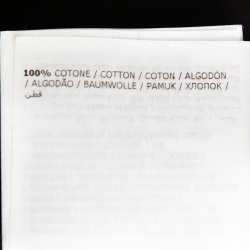 100% COTONE / COTTON / COTON / ALGODÓN
/ ALGODÃO / BAUMWOLLE / PAMUK / ХЛОПОК /
قطن